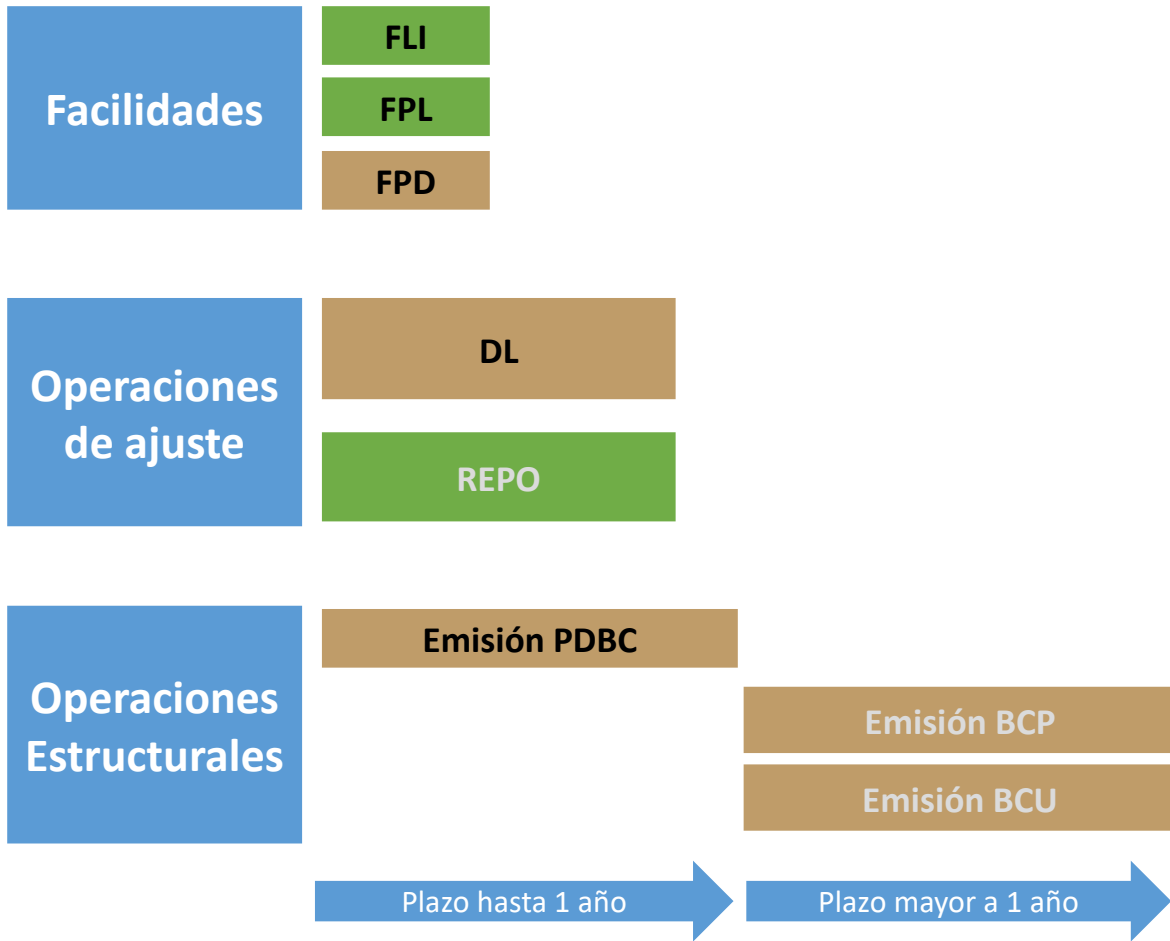 Facilidades
FLI
FPL
FPD
Operaciones
de ajuste
DL
REPO
Operaciones
Estructurales
Emisión PDBC
Emisión BCP
Emisión BCU
Plazo hasta 1 año
Plazo mayor a 1 año